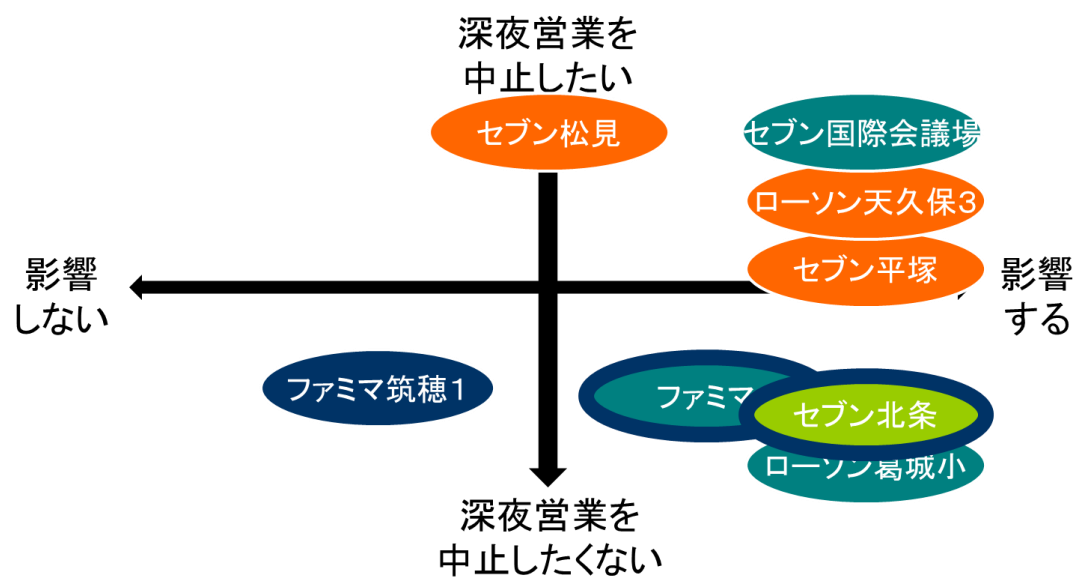 深夜営業を
中止したい
セブン松見
セブン国際会議場
ローソン天久保３
セブン平塚
影響
しない
影響
する
ファミマ筑穂１
ファミマ
セブン北条
ローソン葛城小
深夜営業を
中止したくない